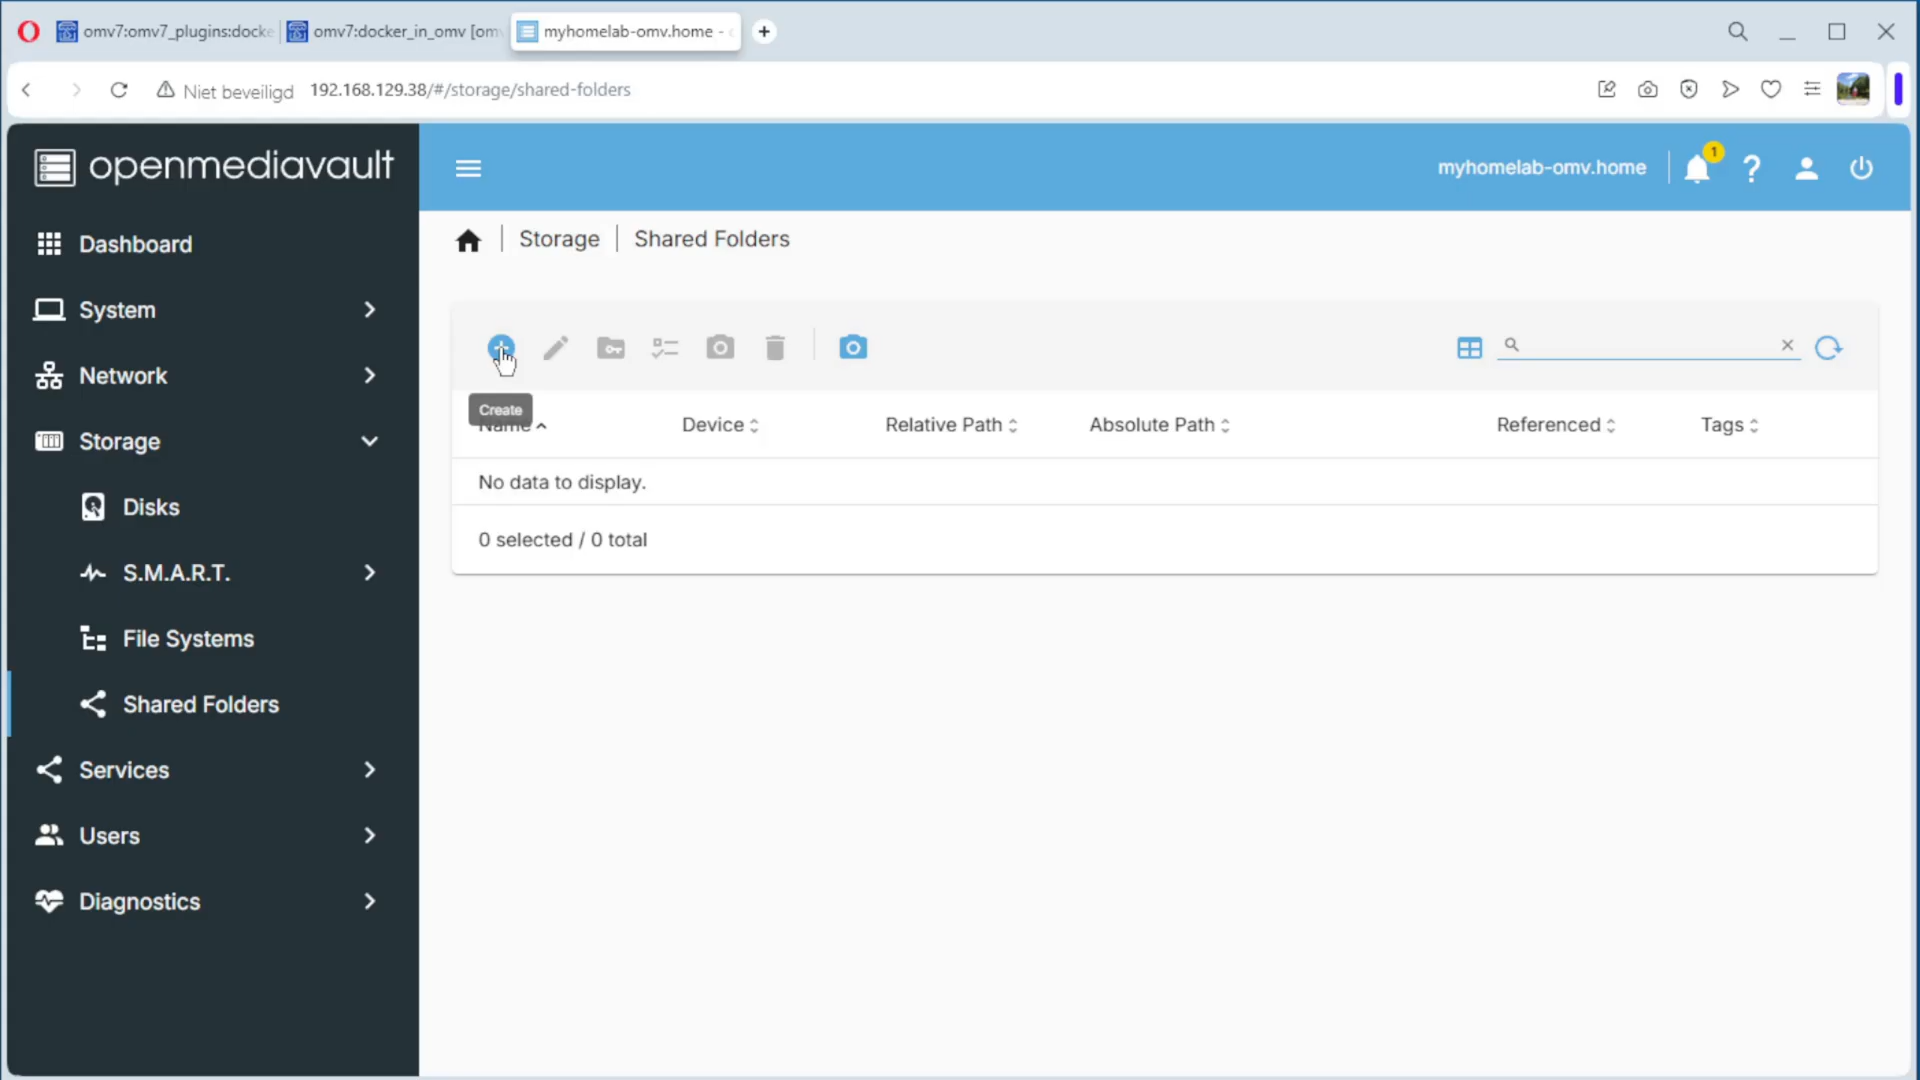 omv7:omv7_plugins:docke
omv7:docker_in_omv [om
myhomelab-omv.home -
Niet beveiligd 192.168.129.38/#/storage/shared-folders
openmediavault
myhomelab-omv.home
1
Dashboard
System
Network
Storage
Disks
S.M.A.R.T.
File Systems
Shared Folders
Services
Users
Diagnostics
Storage | Shared Folders
Create
Name Device Relative Path Absolute Path Referenced Tags
No data to display.
0 selected / 0 total